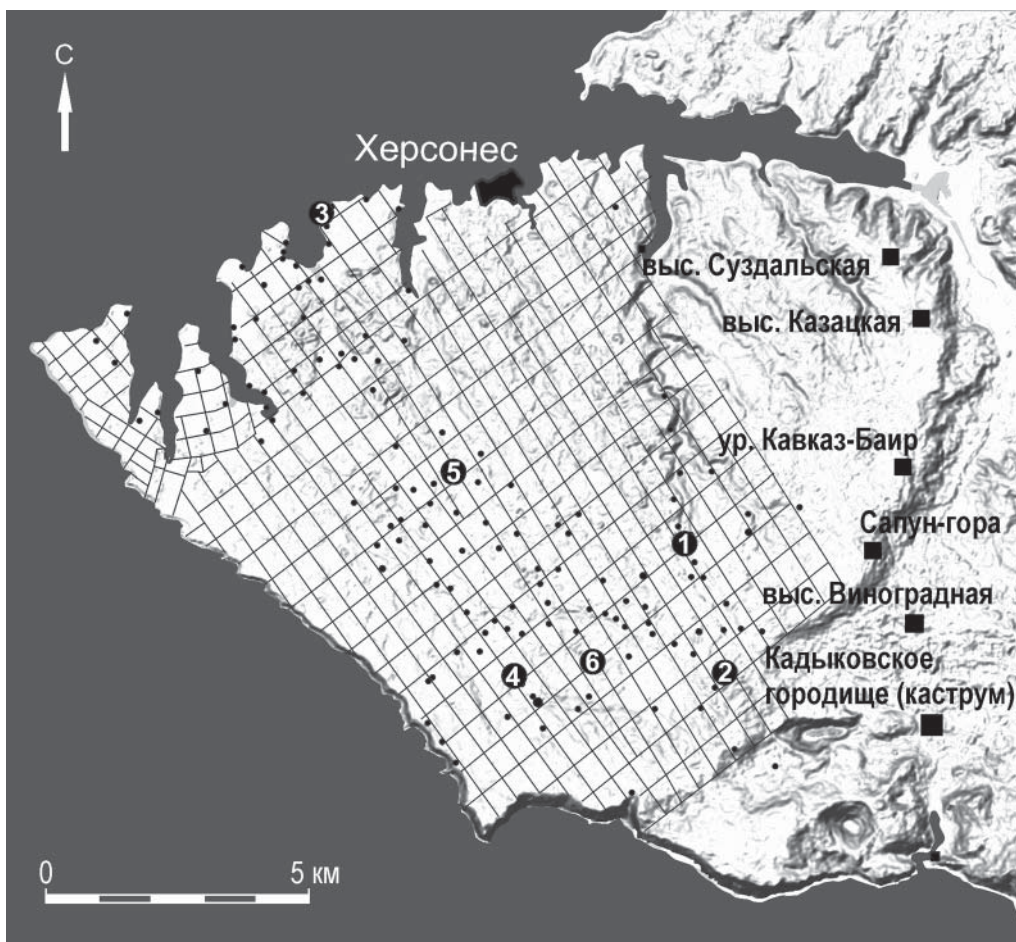 С
Херсонес
3
выс. Суздальская
выс. Казацкая
ур. Кавказ-Баир
5
Сапун-гора
1
выс. Виноградная
6
Кадыковское
городище (каструм)
4
2
0
5 км